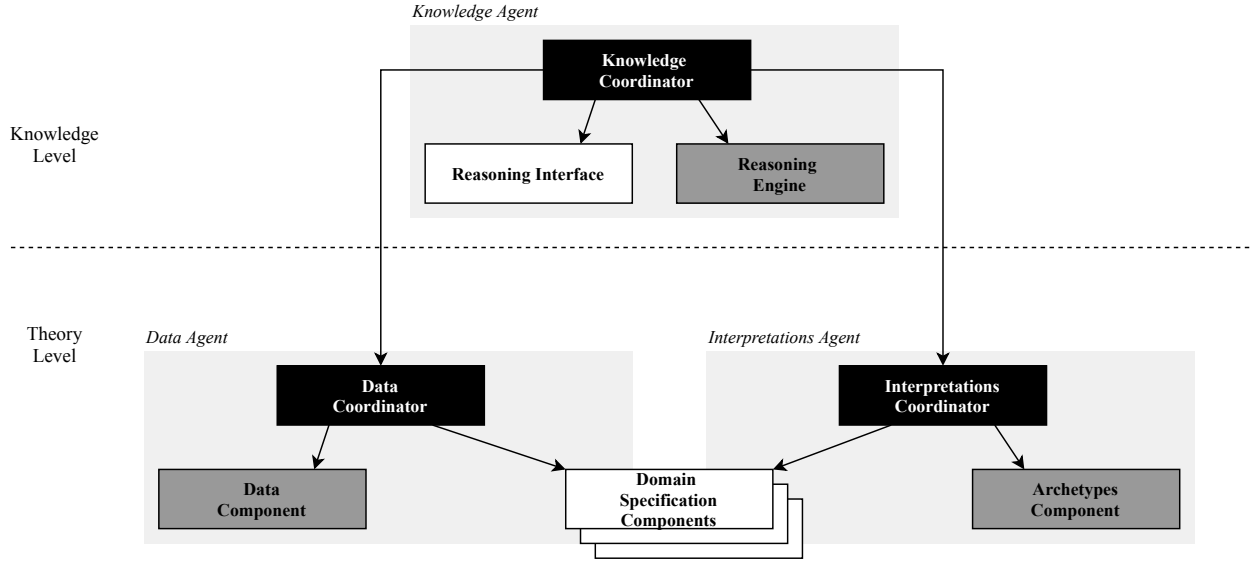 Knowledge Agent
Knowledge
Coordinator
Knowledge
Level
Reasoning Interface
Reasoning
Engine
Theory
Level
Data Agent
Interpretations Agent
Data
Coordinator
Interpretations
Coordinator
Data
Component
Domain
Specification
Components
Archetypes
Component